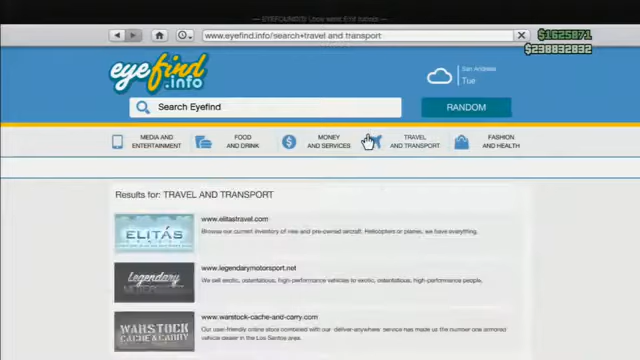 www.eyefind.info/search+travel and transport
$1625871
$238832832
eyefind
.info
San Andreas
Tue
Search Eyefind
RANDOM
MEDIA AND
ENTERTAINMENT
FOOD
AND DRINK
MONEY
AND SERVICES
TRAVEL
AND TRANSPORT
FASHION
AND HEALTH
Results for: TRAVEL AND TRANSPORT
ELITÁS
www.elitastravel.com
Browse our current inventory of new and pre-owned aircraft. Helicopters or planes, we have everything.
Legendary
www.legendarymotorsport.net
We sell exotic, ostentatious, high-performance vehicles to exotic, ostentatious, high-performance people.
WARSTOCK
CACHE & CARRY
www.warstock-cache-and-carry.com
Our user-friendly online store combined with our deliver-anywhere service has made us the number one armored
vehicle dealer in the Los Santos area.